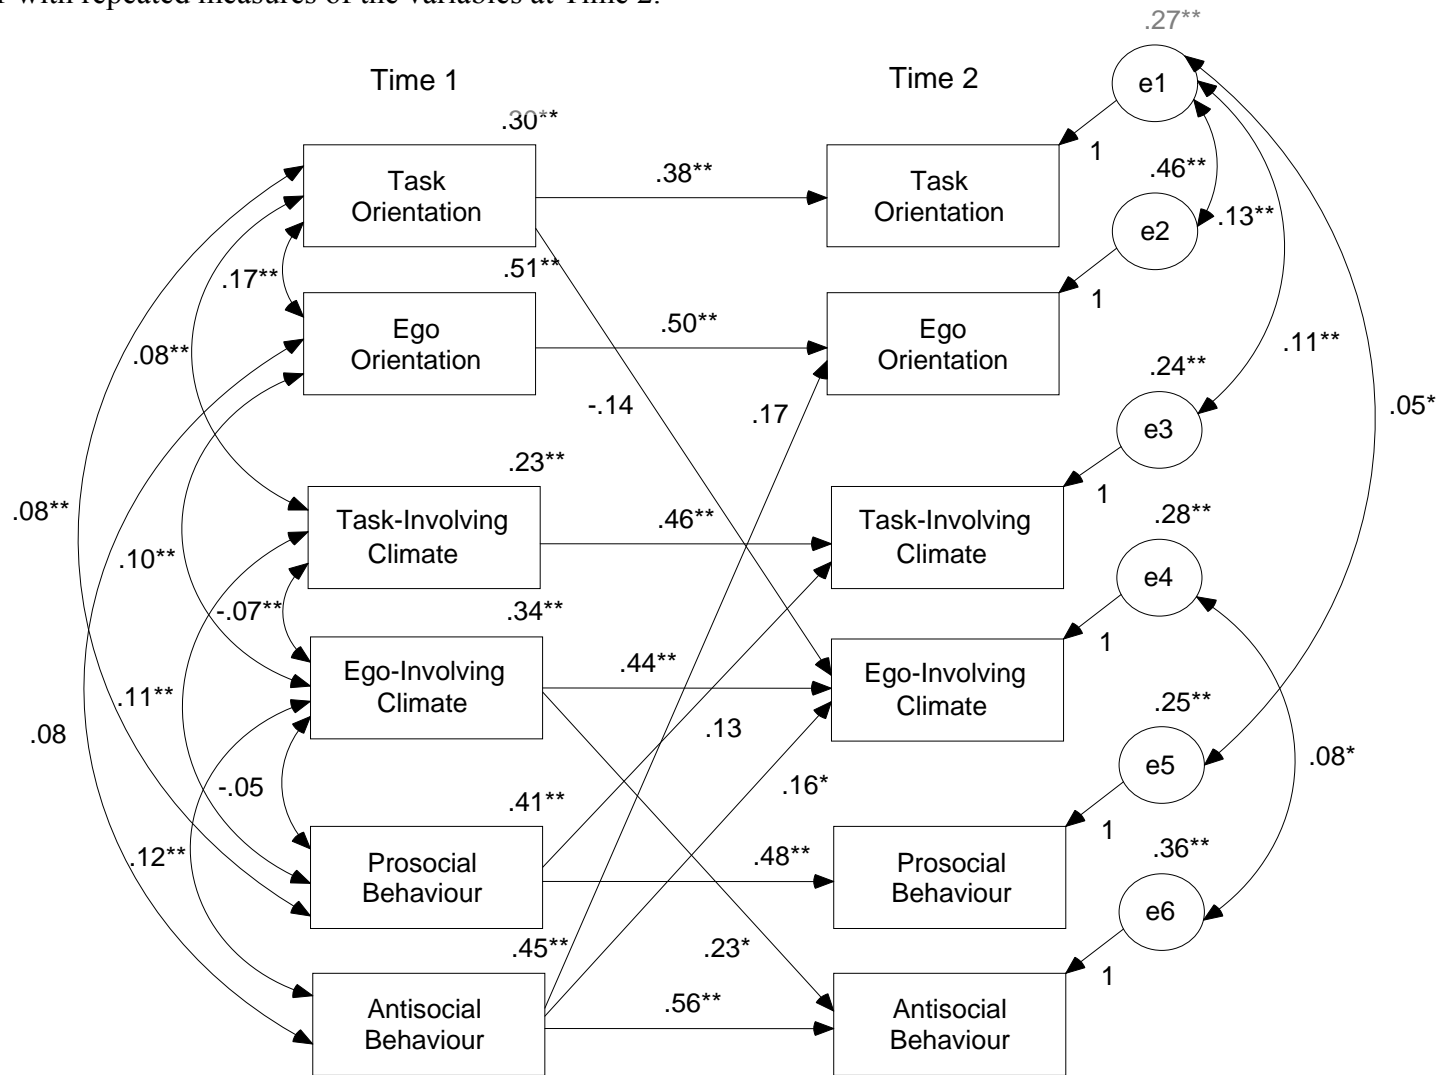 with repeated measures of the variables at Time 2.
.27**
Time 1
Time 2
e1
.30**
1
Task
Orientation
.38**
Task
Orientation
.46**
.13**
e2
.17**
.51**
1
Ego
Orientation
.50**
Ego
Orientation
.08**
.11**
.24**
-.14
.17
.05*
e3
.23**
1
.08**
Task-Involving
Climate
.46**
Task-Involving
Climate
.28**
.10**
e4
-.07**
.34**
1
Ego-Involving
Climate
.44**
Ego-Involving
Climate
.11**
.25**
.08
.13
e5
.08*
-.05
.16*
.41**
1
.12**
Prosocial
Behaviour
.48**
Prosocial
Behaviour
.36**
e6
.45**
.23*
1
Antisocial
Behaviour
.56**
Antisocial
Behaviour